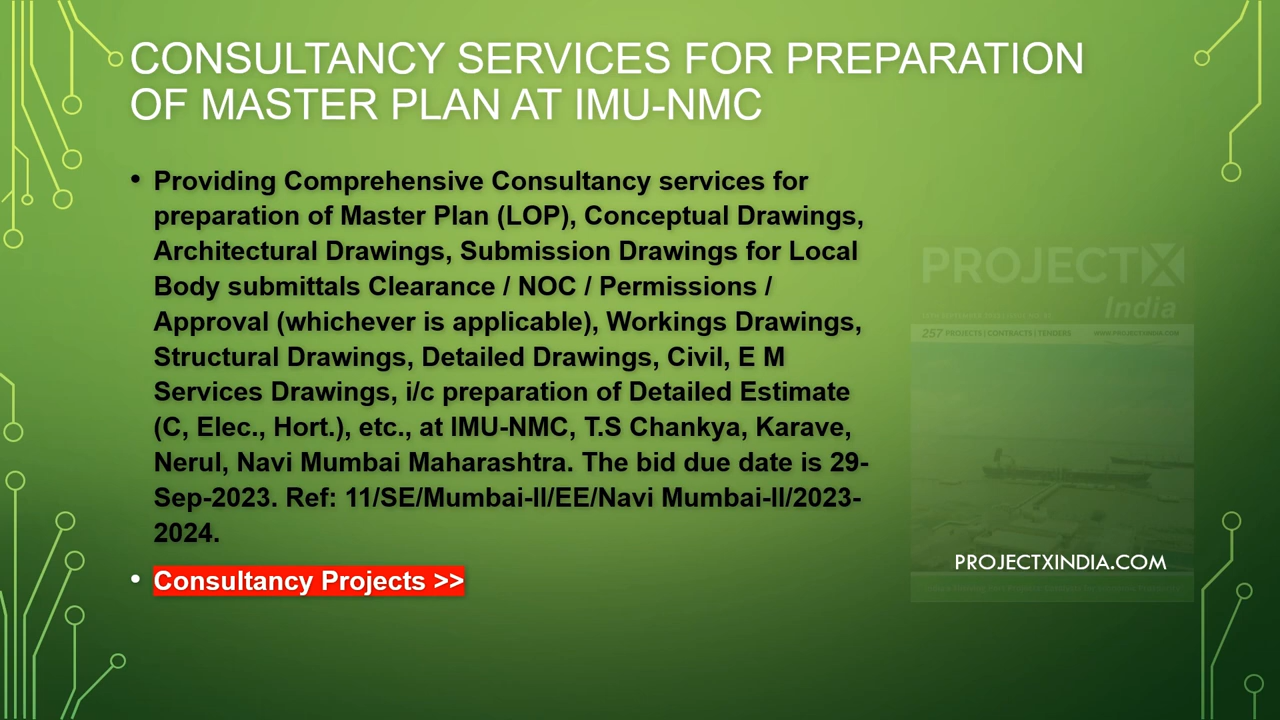 CONSULTANCY SERVICES FOR PREPARATION
OF MASTER PLAN AT IMU-NMC
• Providing Comprehensive Consultancy services for
preparation of Master Plan (LOP), Conceptual Drawings,
Architectural Drawings, Submission Drawings for Local
Body submittals Clearance / NOC / Permissions /
Approval (whichever is applicable), Workings Drawings,
Structural Drawings, Detailed Drawings, Civil, E M
Services Drawings, i/c preparation of Detailed Estimate
(C, Elec., Hort.), etc., at IMU-NMC, T.S Chankya, Karave,
Nerul, Navi Mumbai Maharashtra. The bid due date is 29-
Sep-2023. Ref: 11/SE/Mumbai-II/EE/Navi Mumbai-II/2023-
2024.
• Consultancy Projects >>
PROJECTX
India
257 PROJECTS | CONTRACTS | TENDERS WWW.PROJECTXINDIA.COM
PROJECTXINDIA.COM